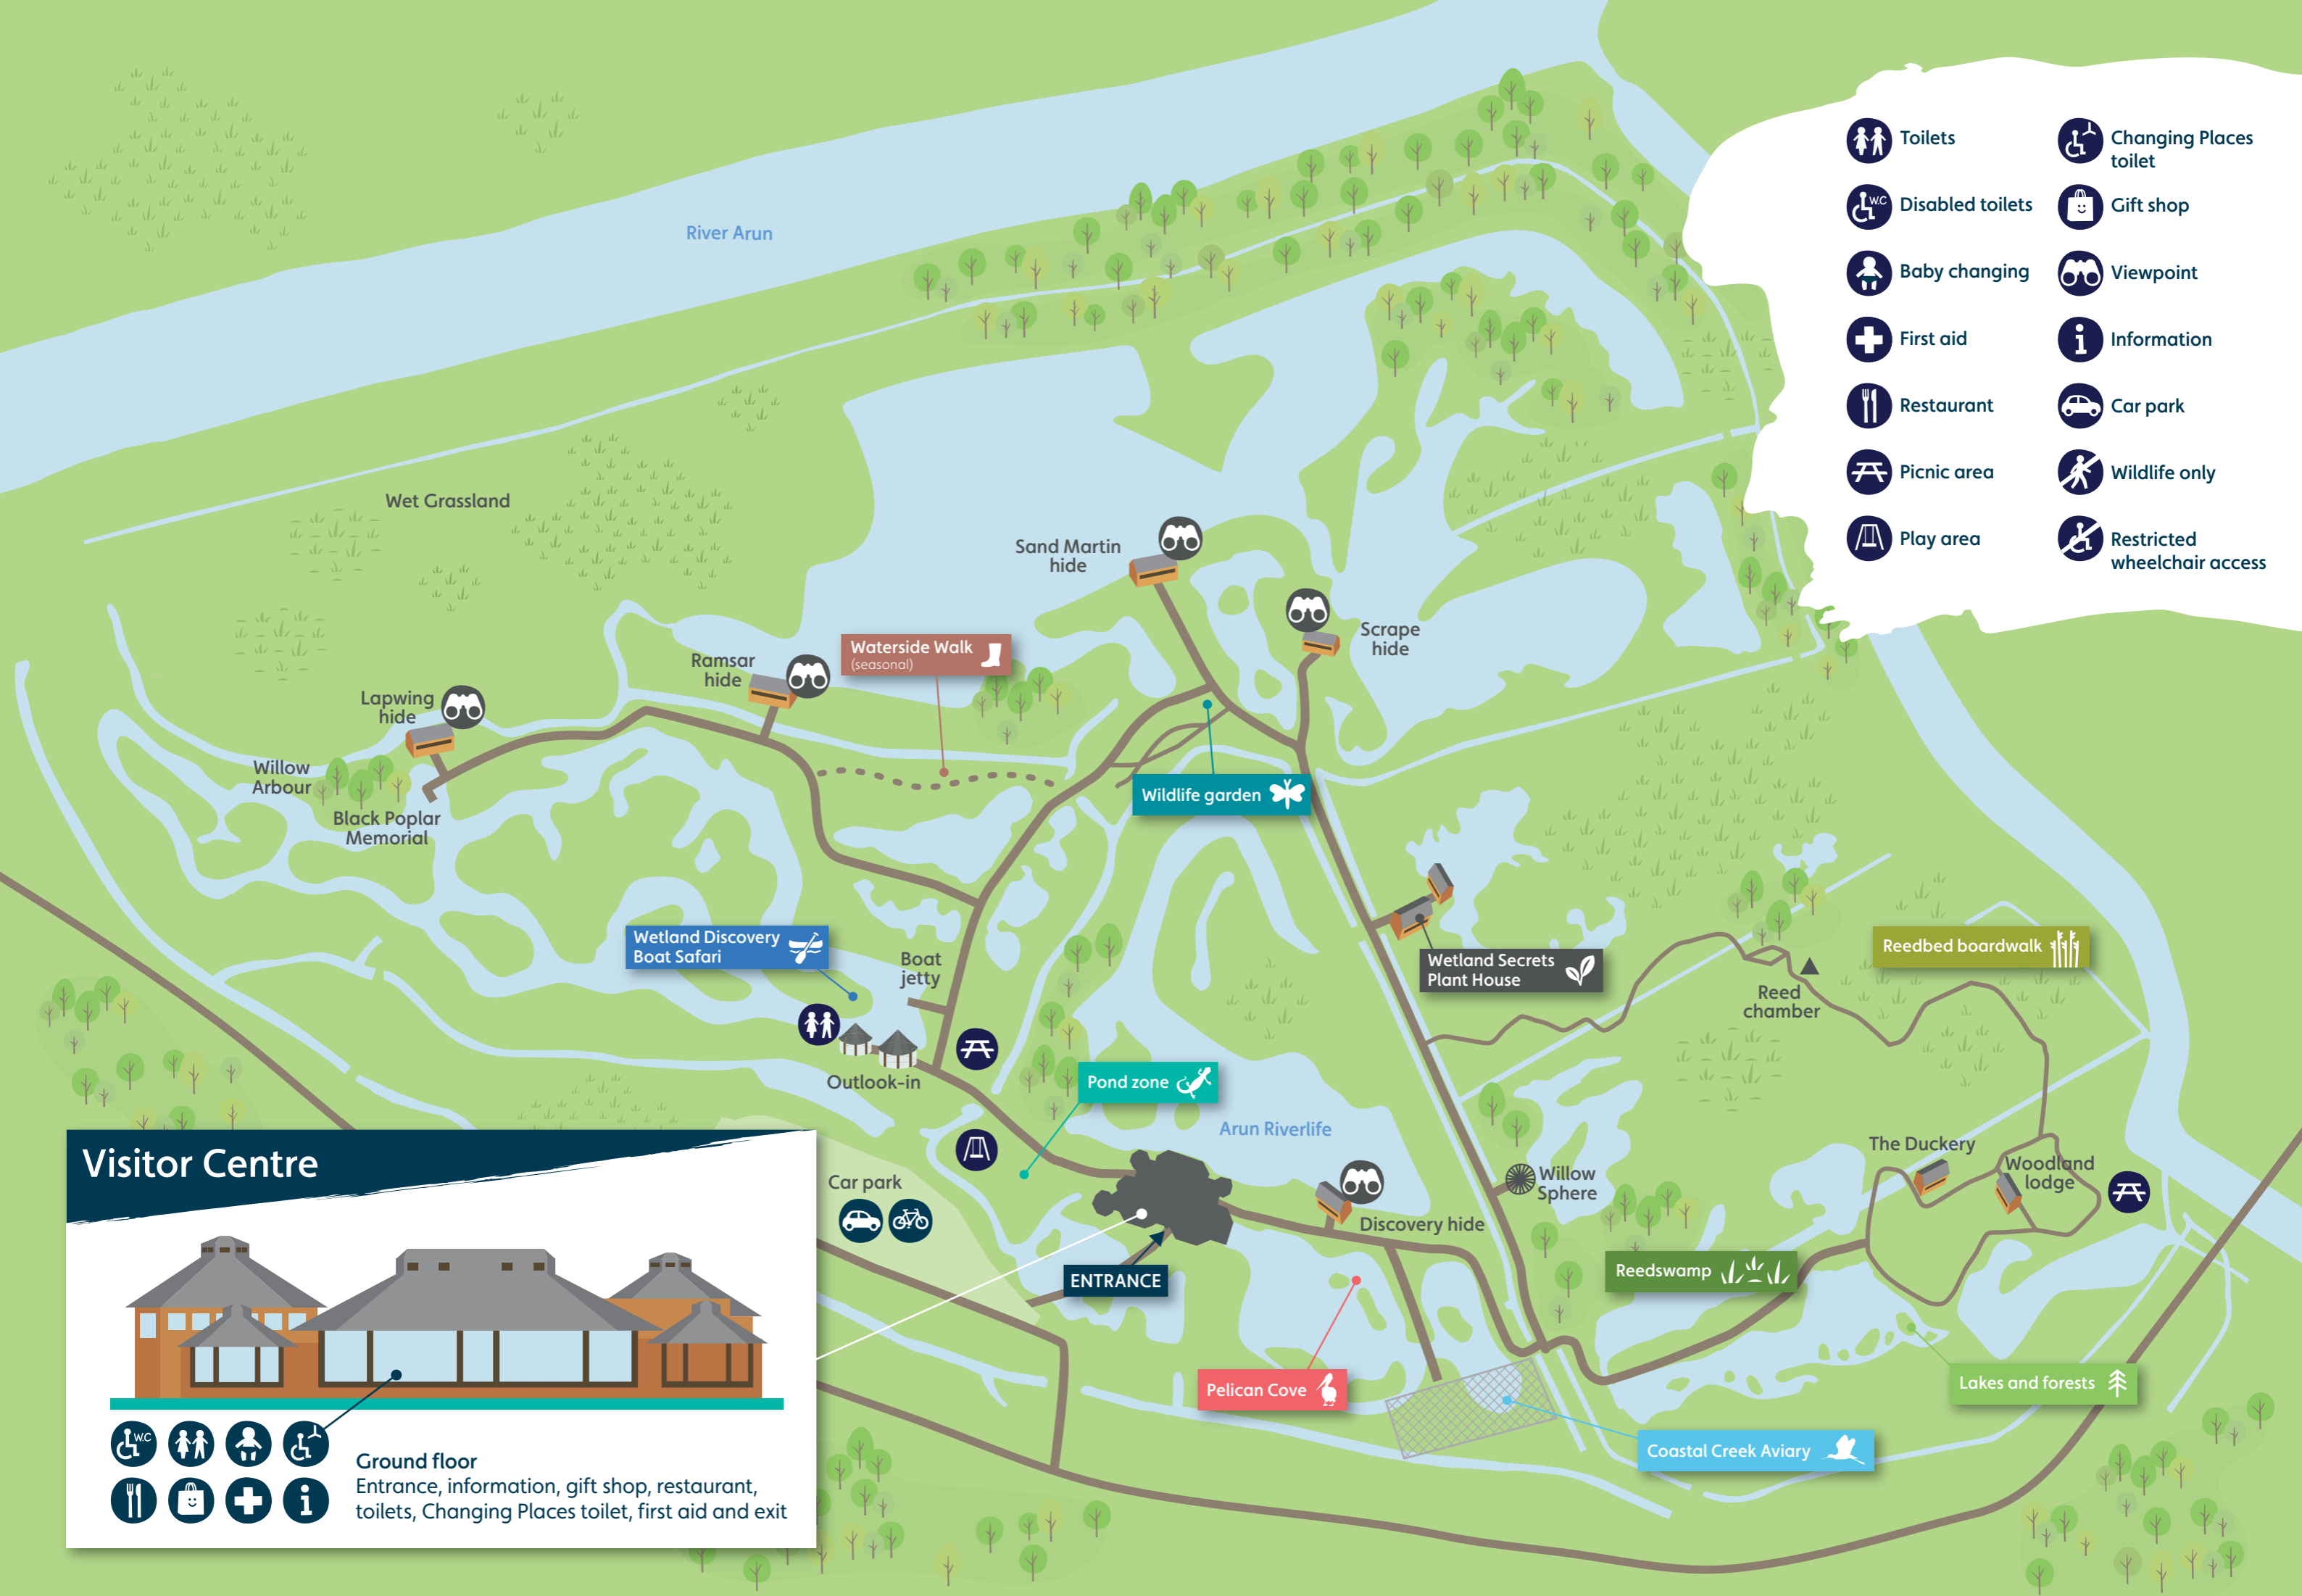 River Arun
Toilets
Changing Places
toilet
Disabled toilets
W.C
Gift shop
Baby changing
Viewpoint
First aid
Information
Restaurant
Car park
Picnic area
Wildlife only
Play area
Restricted
wheelchair access
Wet Grassland
Sand Martin
hide
Scrape
hide
Waterside Walk
(seasonal)
Ramsar
hide
Lapwing
hide
Willow
Arbour
Black Poplar
Memorial
Wildlife garden
Wetland Discovery
Boat Safari
Boat
jetty
Wetland Secrets
Plant House
Reedbed boardwalk
Reed
chamber
Outlook-in
Pond zone
Arun Riverlife
The Duckery
Woodland
lodge
Willow
Sphere
Car park
Discovery hide
ENTRANCE
Reedswamp
Pelican Cove
Lakes and forests
Coastal Creek Aviary
Visitor Centre
W.C
Ground floor
Entrance, information, gift shop, restaurant,
toilets, Changing Places toilet, first aid and exit